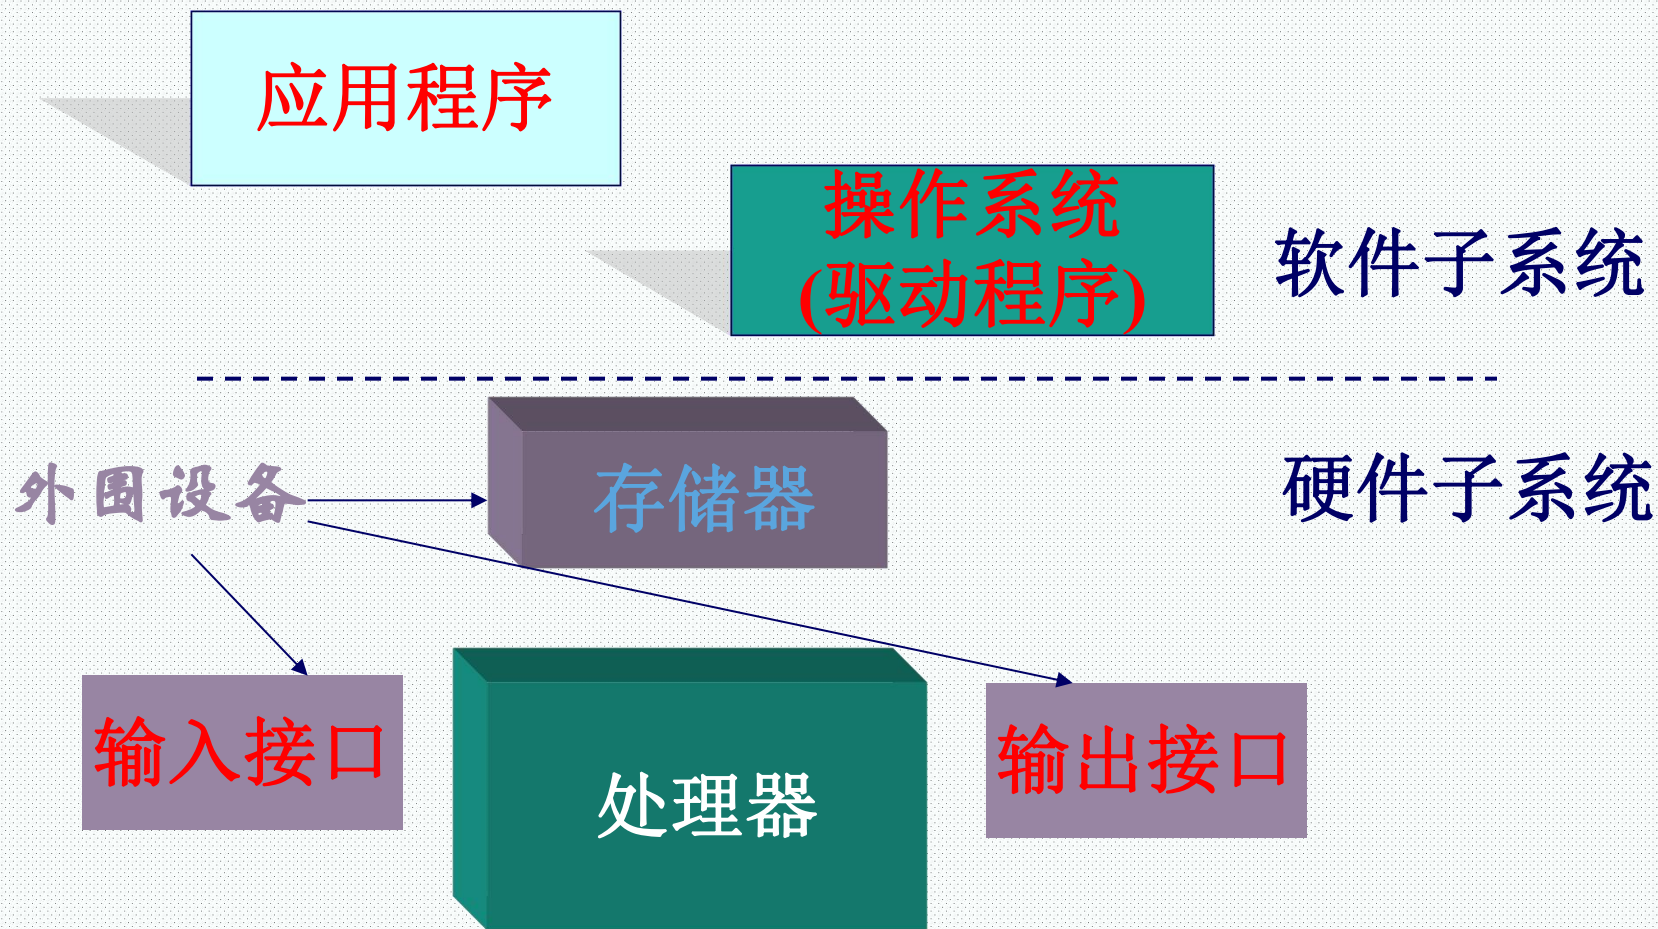 应用程序
操作系统
(驱动程序)
软件子系统
外围设备
存储器
硬件子系统
输入接口
处理器
输出接口